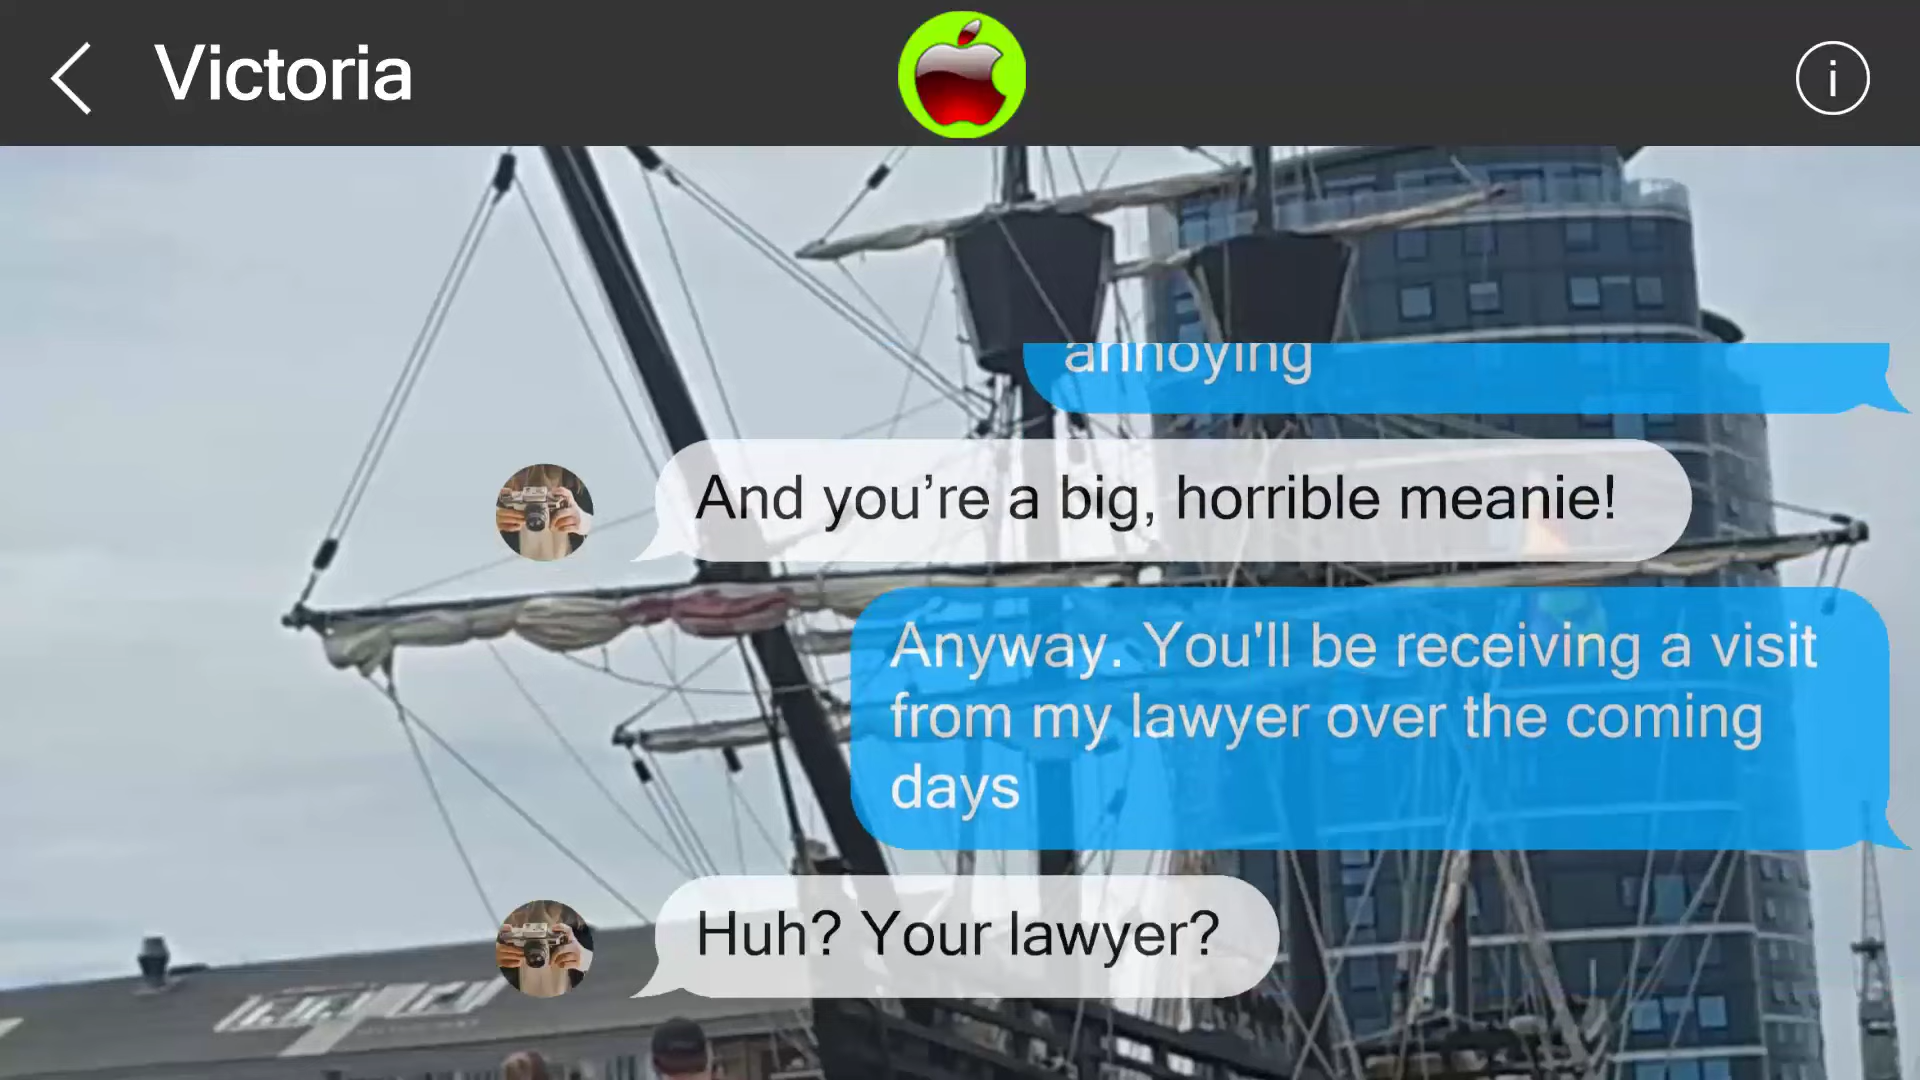 Victoria
i
annoying
And you’re a big, horrible meanie!
Anyway. You'll be receiving a visit
from my lawyer over the coming
days
Huh? Your lawyer?